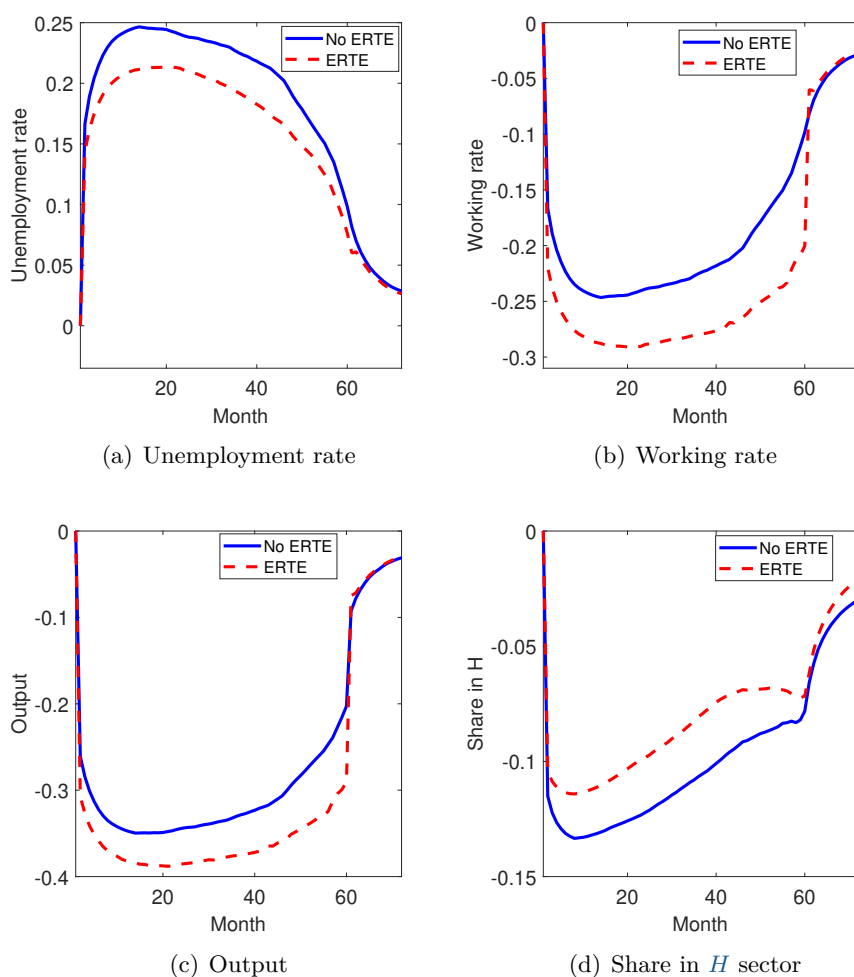 0.25
0.2
0.15
0.1
0.05
0
Unemployment rate
No ERTE
ERTE
20
40
60
Month
(a) Unemployment rate
0
-0.05
-0.1
-0.15
-0.2
-0.25
-0.3
Working rate
No ERTE
ERTE
20
40
60
Month
(b) Working rate
0
-0.1
-0.2
-0.3
-0.4
Output
No ERTE
ERTE
20
40
60
Month
(c) Output
0
-0.05
-0.1
-0.15
Share in H
No ERTE
ERTE
20
40
60
Month
(d) Share in H sector